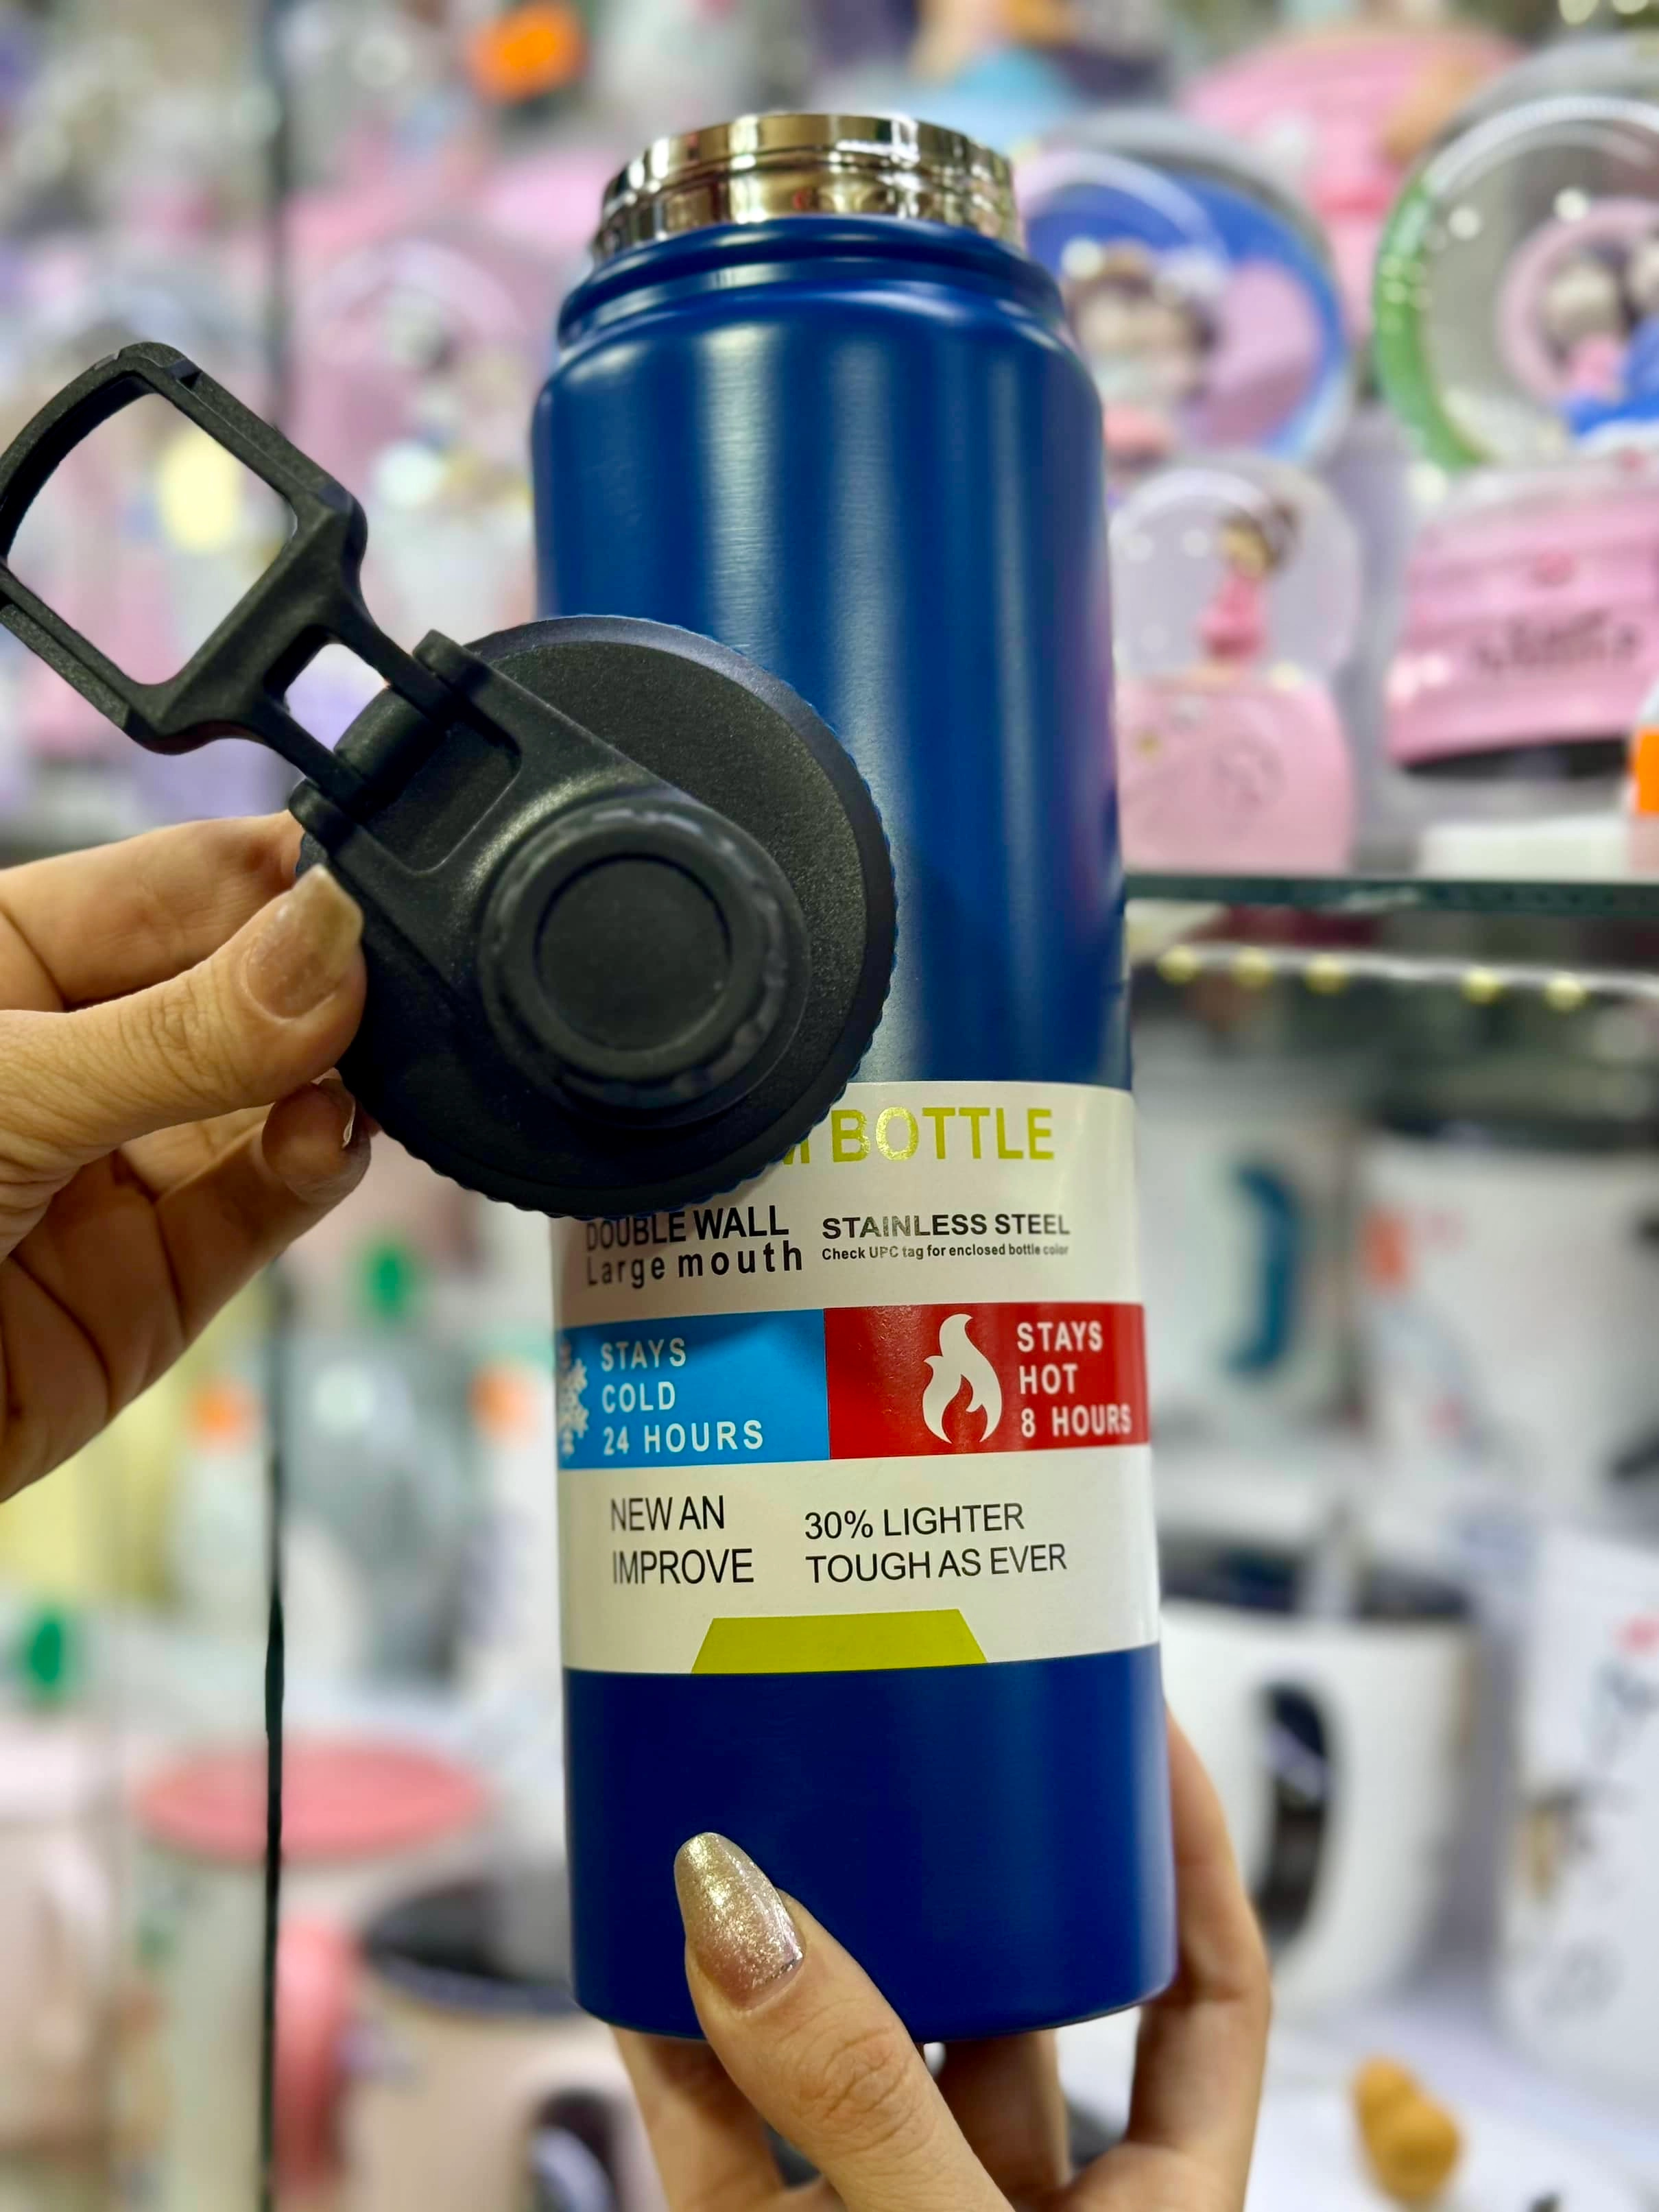 BOTTLE
DOUBLE WALL
Large mouth
STAINLESS STEEL
Check UPC tag for enclosed bottle color
STAYS
COLD
24 HOURS
STAYS
HOT
8 HOURS
NEW AN
IMPROVE
30% LIGHTER
TOUGH AS EVER